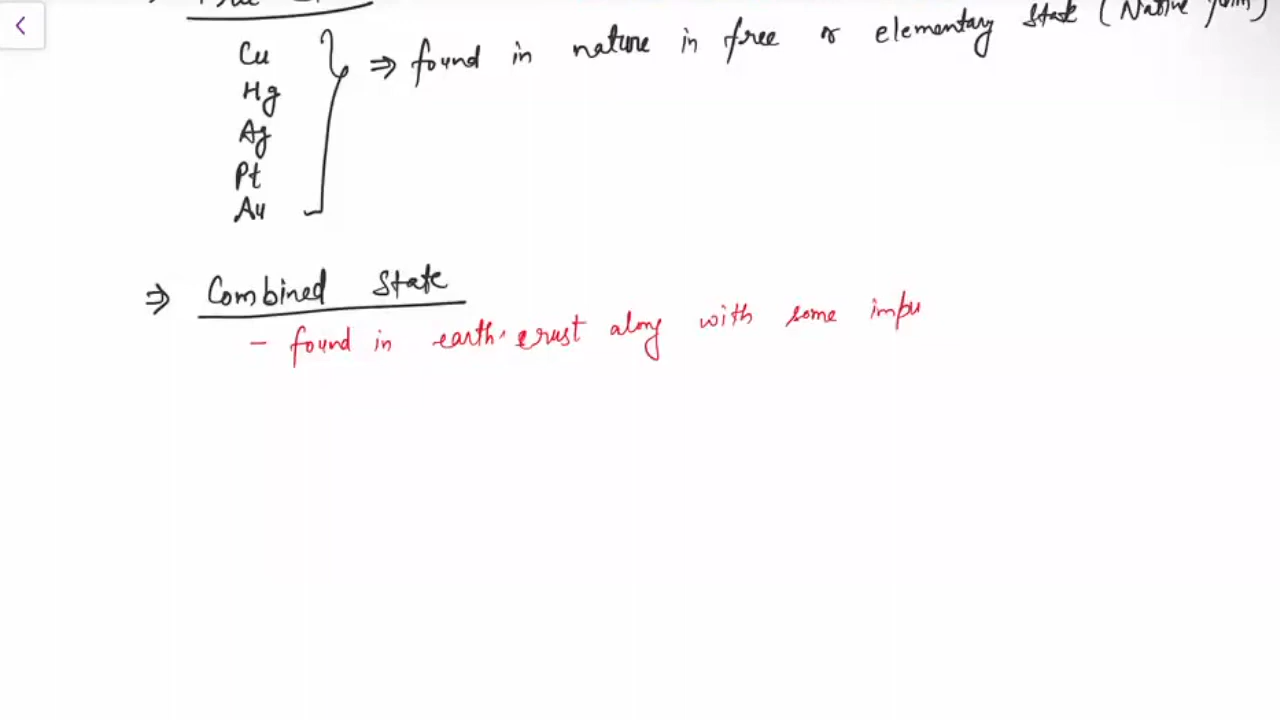 Cu
Hg
Ag
Pt
Au
⇒ found in nature in free or elementary State (Native
⇒ Combined State
- found in earth's crust along with some impu